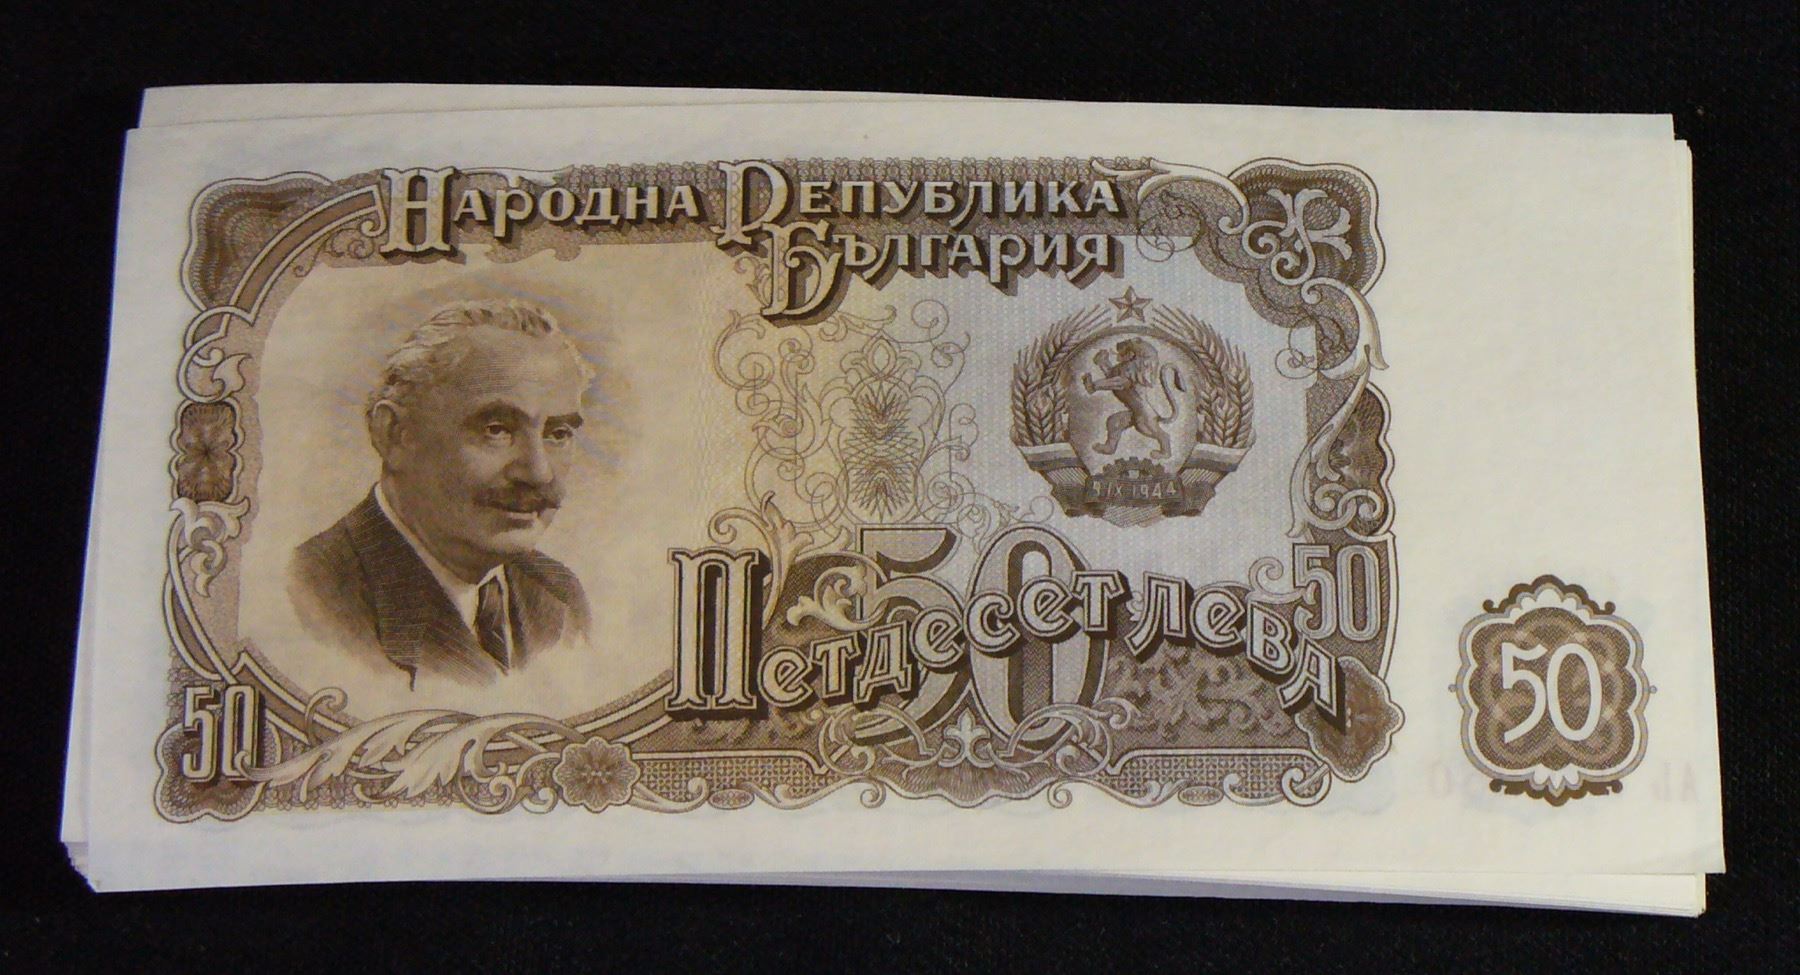 НАРОДНА РЕПУБЛИКА
БЪЛГАРИЯ
9 IX 1944
50
ПЕТДЕСЕТ ЛЕВА
50
50
50